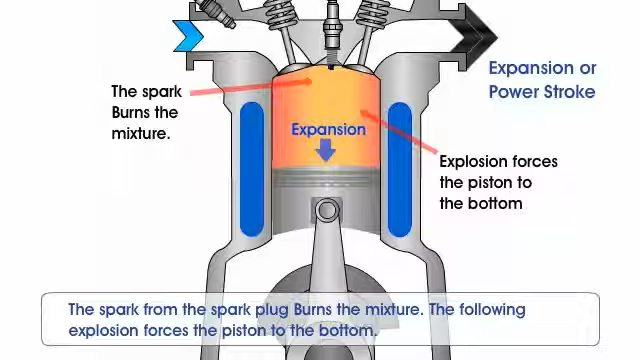 Expansion or
Power Stroke
The spark
Burns the
mixture.
Expansion
Explosion forces
the piston to
the bottom
The spark from the spark plug Burns the mixture. The following
explosion forces the piston to the bottom.